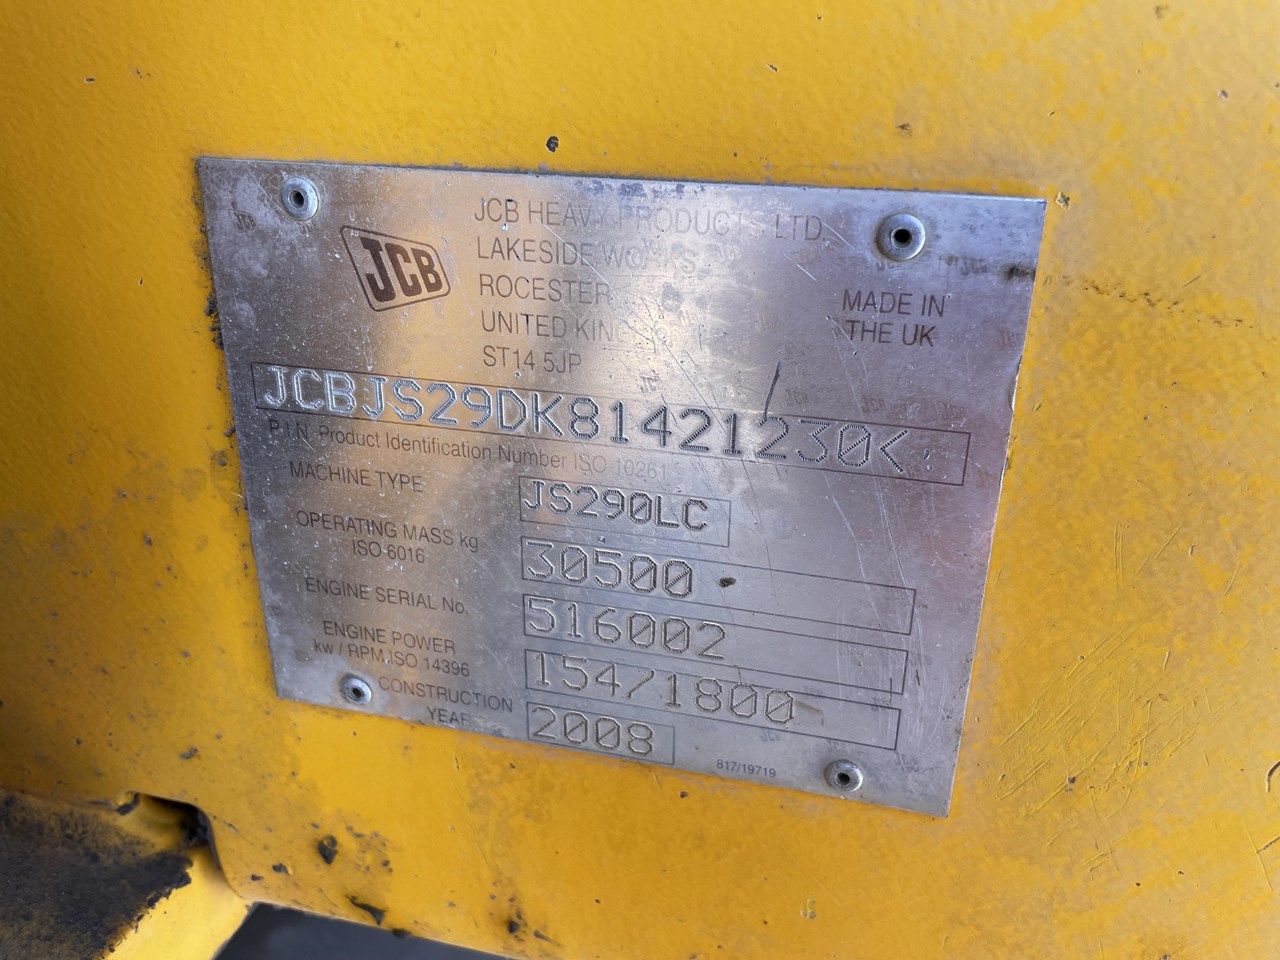 JCB
JCB HEAVY PRODUCTS LTD.
LAKESIDE WORKS
ROCESTER
UNITED KINGDOM
ST14 5JP
MADE IN
THE UK
JCBJS29DK81421230<
P.I.N. Product Identification Number ISO 10261
MACHINE TYPE
JS290LC
OPERATING MASS kg
ISO 6016
30500
ENGINE SERIAL No.
516002
ENGINE POWER
kw / RPM ISO 14396
154/1800
CONSTRUCTION
YEAR
2008
817/19719